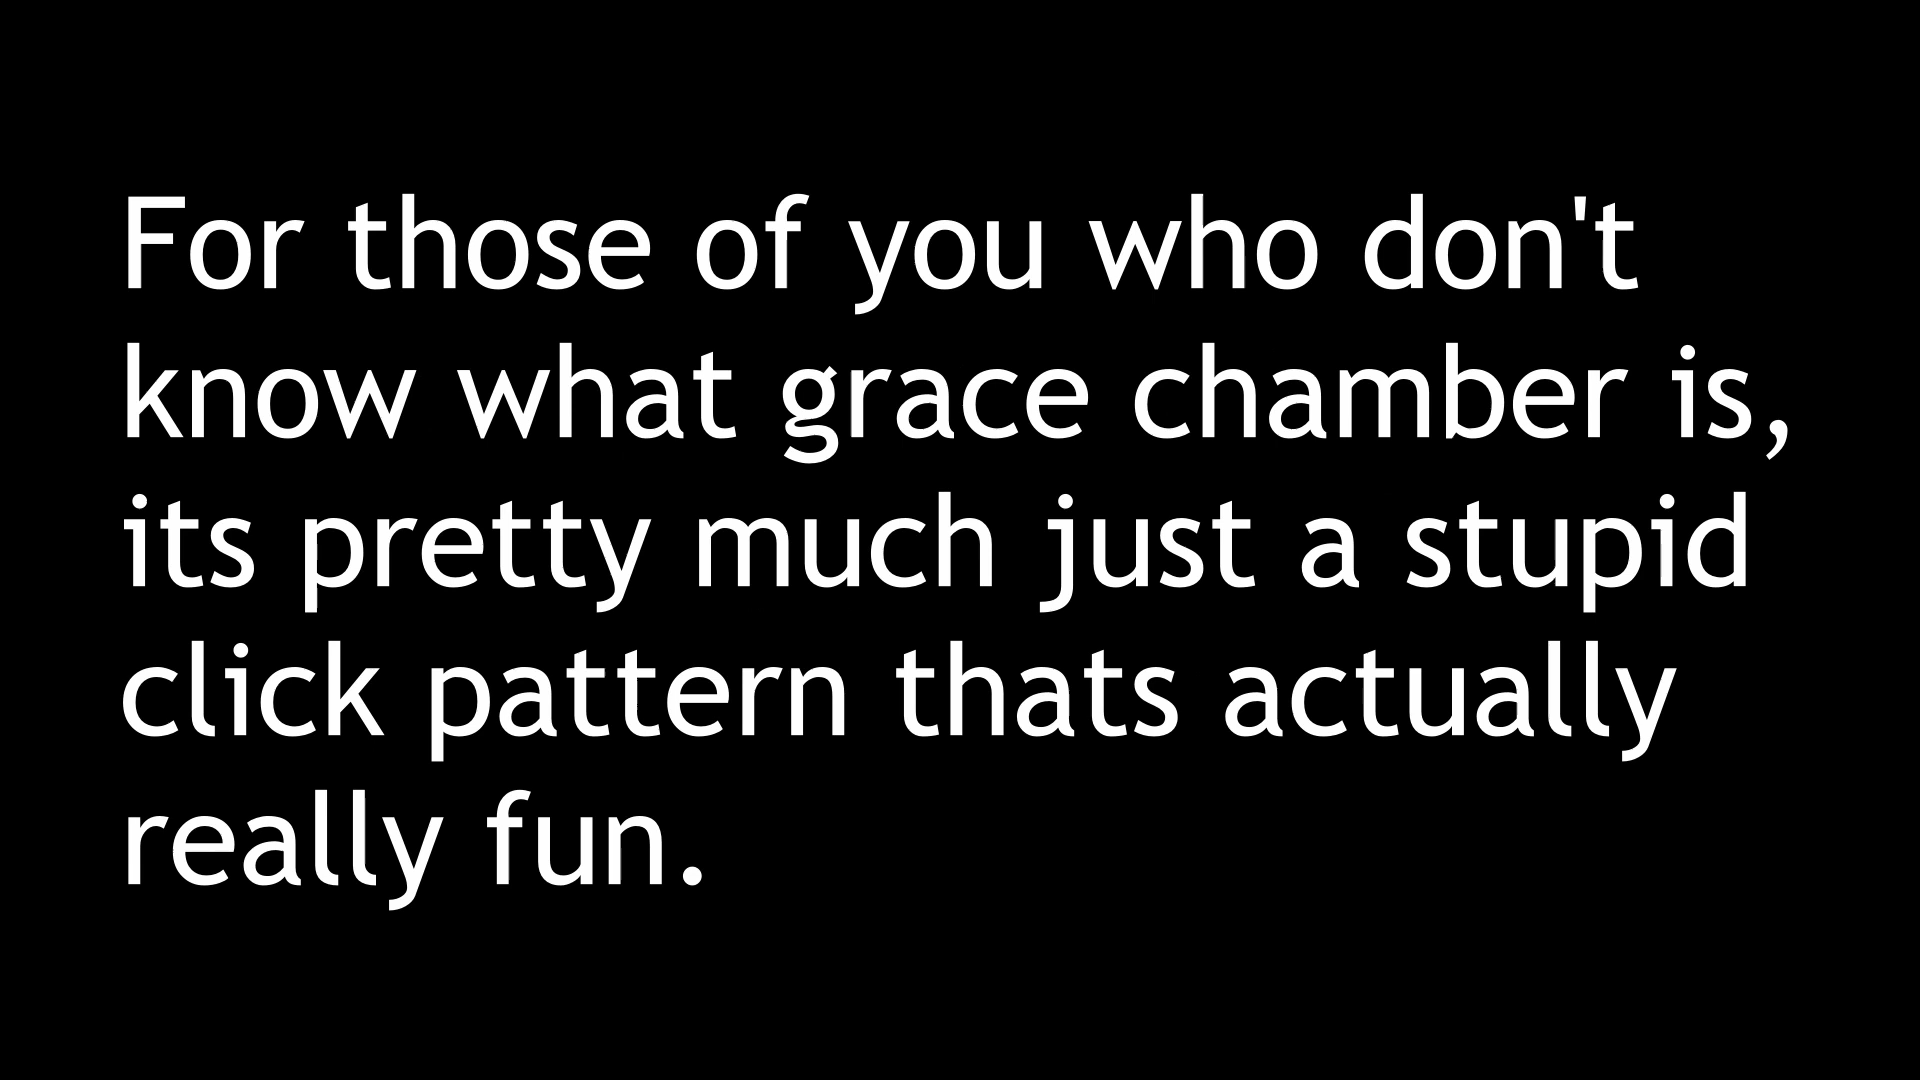 For those of you who don't
know what grace chamber is,
its pretty much just a stupid
click pattern thats actually
really fun.